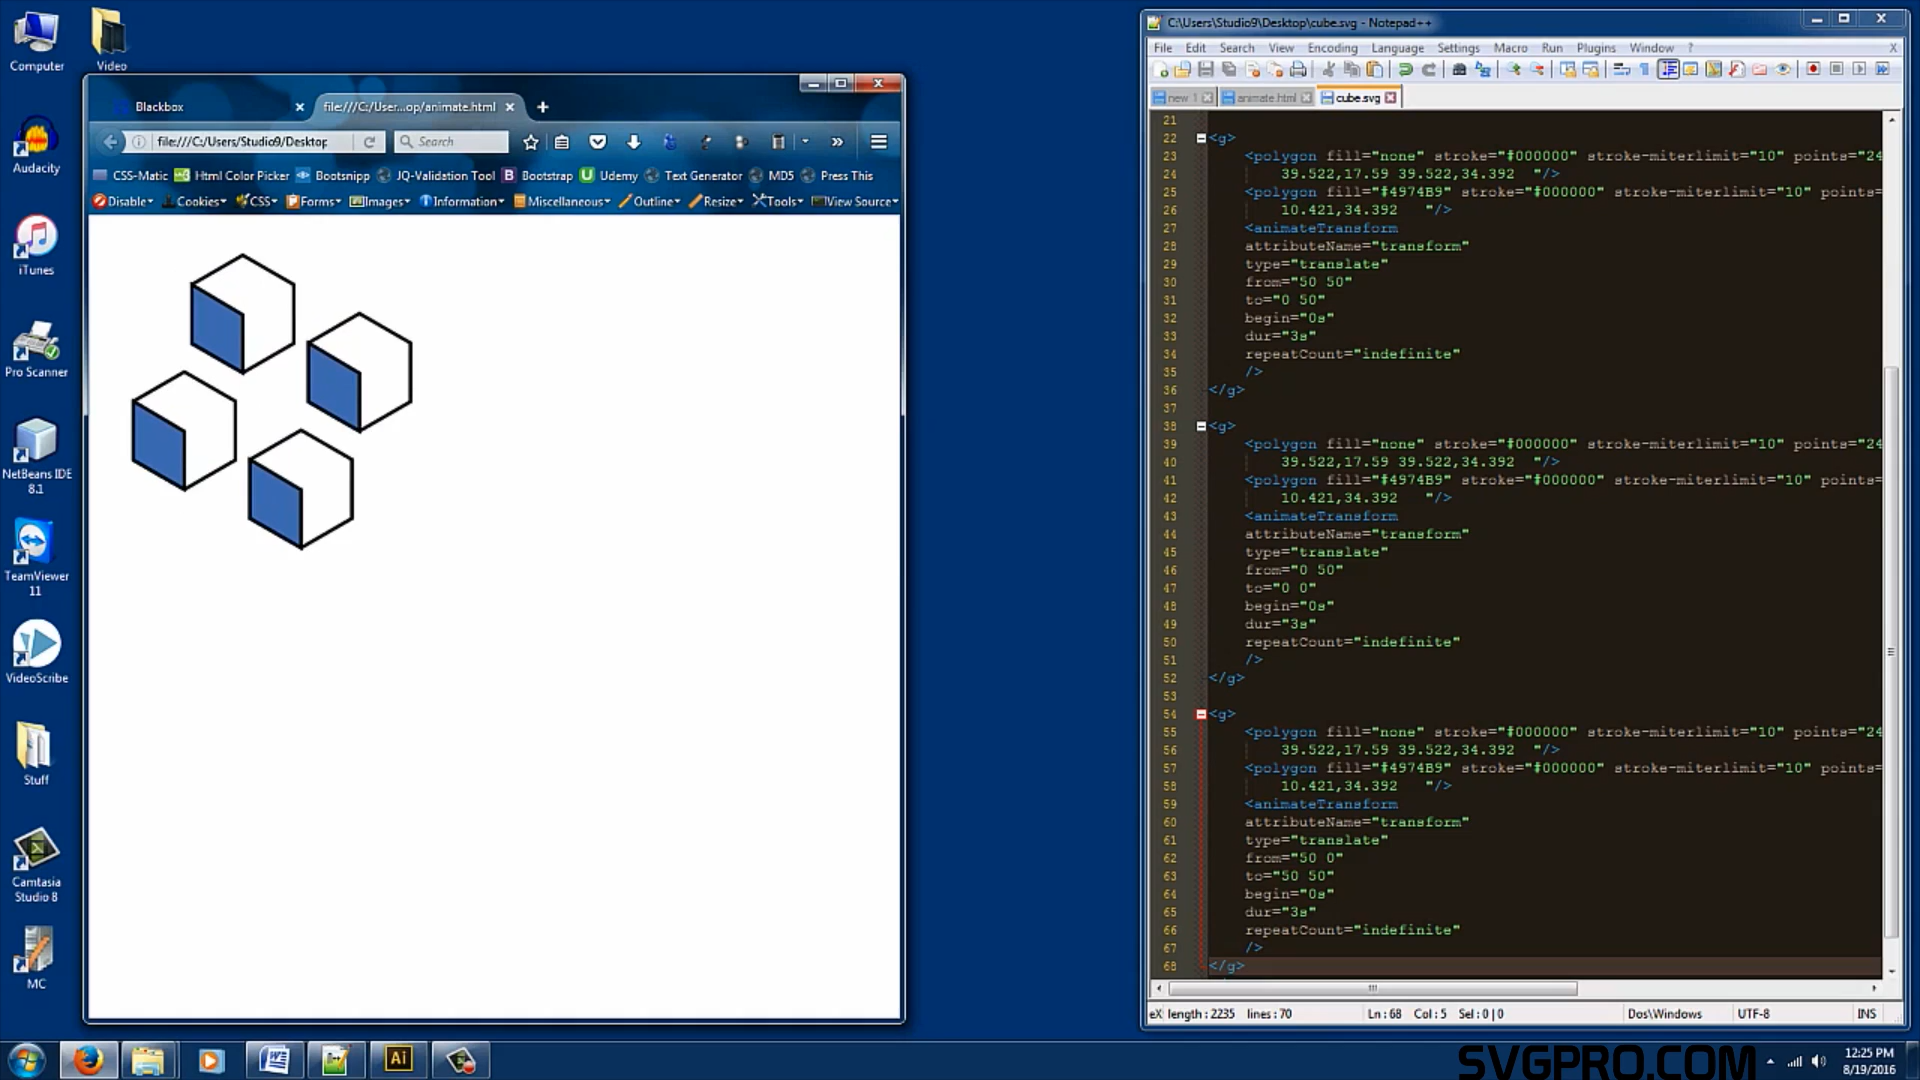 Computer
Video
Audacity
iTunes
Pro Scanner
NetBeans IDE
8.1
TeamViewer
11
VideoScribe
Stuff
Camtasia
Studio 8
MC
Blackbox
file:///C:/User...op/animate.html
file:///C:/Users/Studio9/Desktop
Search
CSS-Matic Html Color Picker Bootsnipp JQ-Validation Tool Bootstrap Udemy Text Generator MD5 Press This
Disable Cookies CSS Forms Images Information Miscellaneous Outline Resize Tools View Source
C:\Users\Studio9\Desktop\cube.svg - Notepad++
File Edit Search View Encoding Language Settings Macro Run Plugins Window ? X
new 1 animate.html cube.svg
21
22 <g>
23 <polygon fill="none" stroke="#000000" stroke-miterlimit="10" points="24
24 39.522,17.59 39.522,34.392 "/>
25 <polygon fill="#4974B9" stroke="#000000" stroke-miterlimit="10" points=
26 10.421,34.392 "/>
27 <animateTransform
28 attributeName="transform"
29 type="translate"
30 from="50 50"
31 to="0 50"
32 begin="0s"
33 dur="3s"
34 repeatCount="indefinite"
35 />
36 </g>
37
38 <g>
39 <polygon fill="none" stroke="#000000" stroke-miterlimit="10" points="24
40 39.522,17.59 39.522,34.392 "/>
41 <polygon fill="#4974B9" stroke="#000000" stroke-miterlimit="10" points=
42 10.421,34.392 "/>
43 <animateTransform
44 attributeName="transform"
45 type="translate"
46 from="0 50"
47 to="0 0"
48 begin="0s"
49 dur="3s"
50 repeatCount="indefinite"
51 />
52 </g>
53
54 <g>
55 <polygon fill="none" stroke="#000000" stroke-miterlimit="10" points="24
56 39.522,17.59 39.522,34.392 "/>
57 <polygon fill="#4974B9" stroke="#000000" stroke-miterlimit="10" points=
58 10.421,34.392 "/>
59 <animateTransform
60 attributeName="transform"
61 type="translate"
62 from="50 0"
63 to="50 50"
64 begin="0s"
65 dur="3s"
66 repeatCount="indefinite"
67 />
68 </g>
eX length : 2235 lines : 70 Ln : 68 Col : 5 Sel : 0 | 0 Dos\Windows UTF-8 INS
Ai
SVGPRO.COM
12:25 PM
8/19/2016